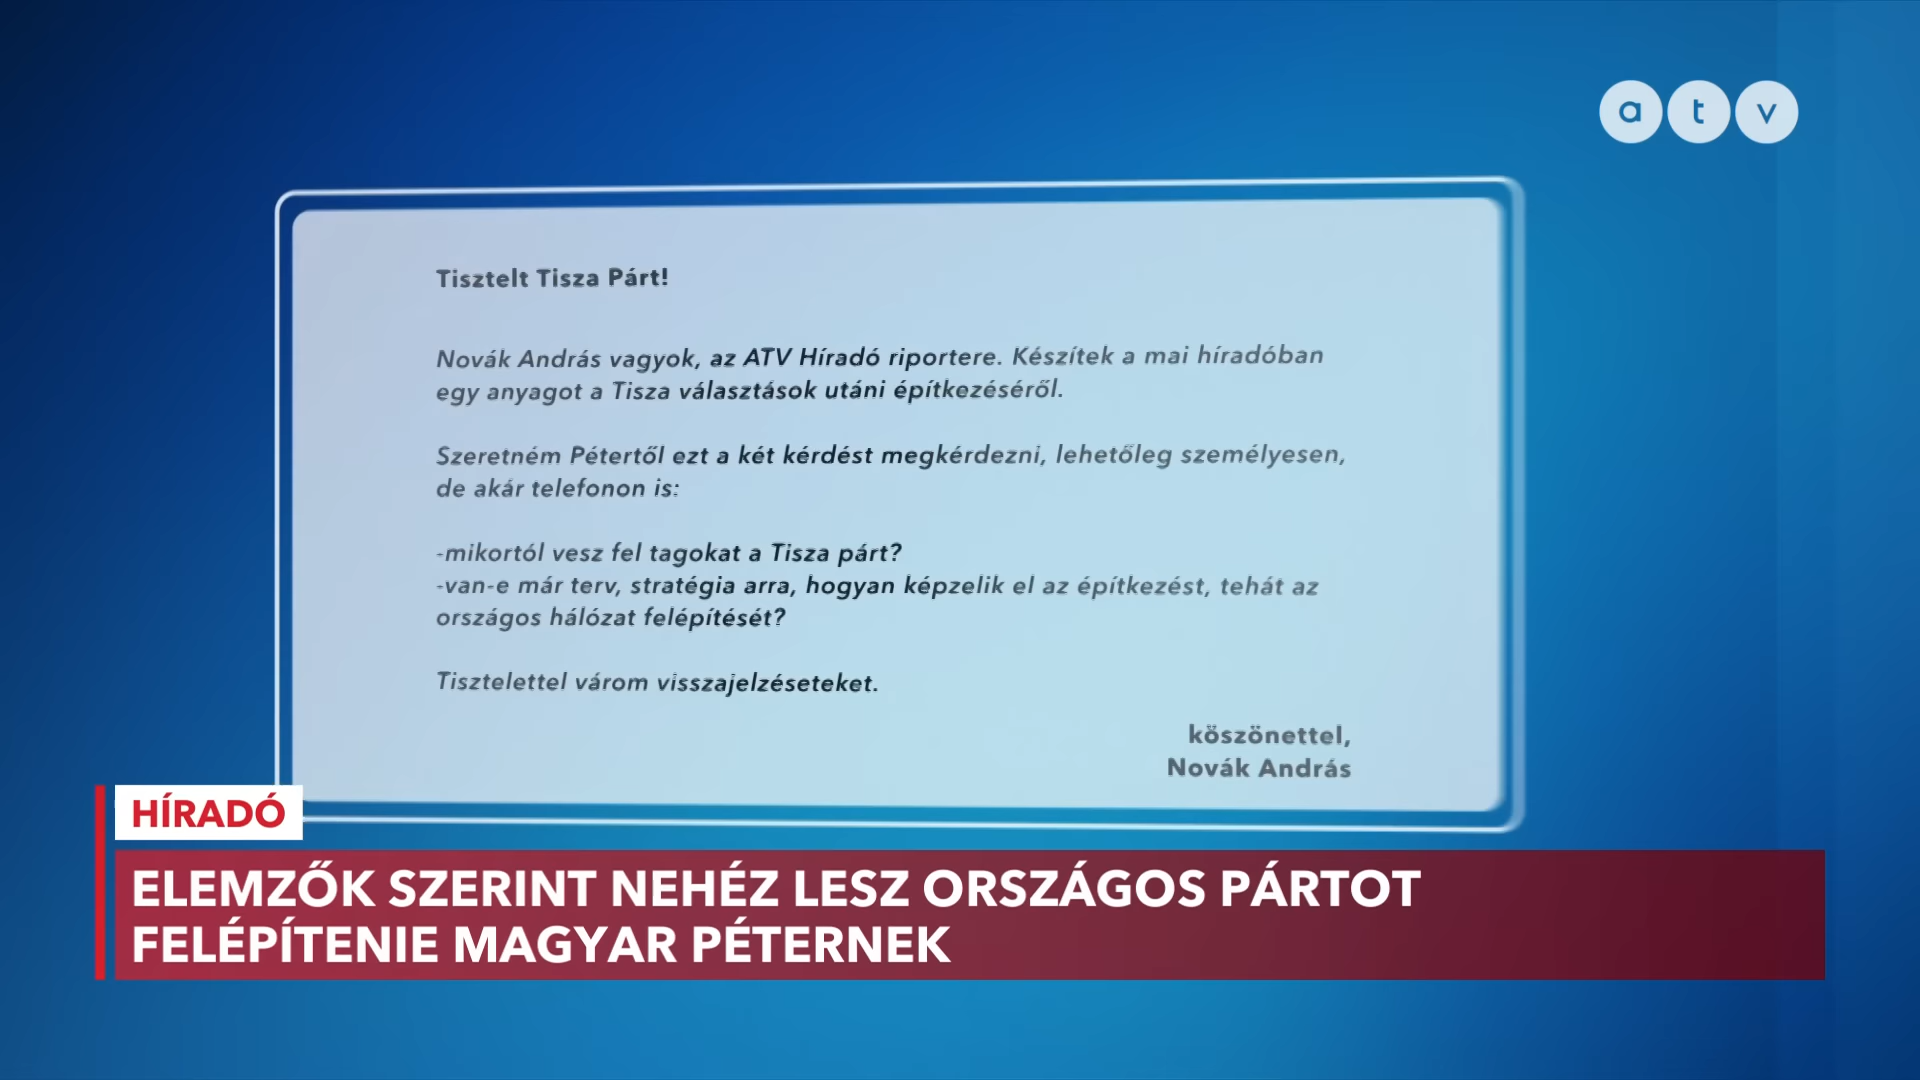 atv
Tisztelt Tisza Párt!
Novák András vagyok, az ATV Híradó riportere. Készítek a mai híradóban
egy anyagot a Tisza választások utáni építkezéséről.
Szeretném Pétertől ezt a két kérdést megkérdezni, lehetőleg személyesen,
de akár telefonon is:
-mikortól vesz fel tagokat a Tisza párt?
-van-e már terv, stratégia arra, hogyan képzelik el az építkezést, tehát az
országos hálózat felépítését?
Tisztelettel várom visszajelzéseteket.
köszönettel,
Novák András
HÍRADÓ
ELEMZŐK SZERINT NEHÉZ LESZ ORSZÁGOS PÁRTOT
FELÉPÍTENIE MAGYAR PÉTERNEK